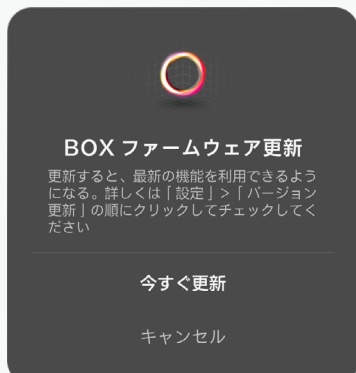 BOX ファームウェア更新
更新すると、最新の機能を利用できるよう
になる。詳しくは「設定」>「バージョン
更新」の順にクリックしてチェックしてく
ださい
今すぐ更新
キャンセル